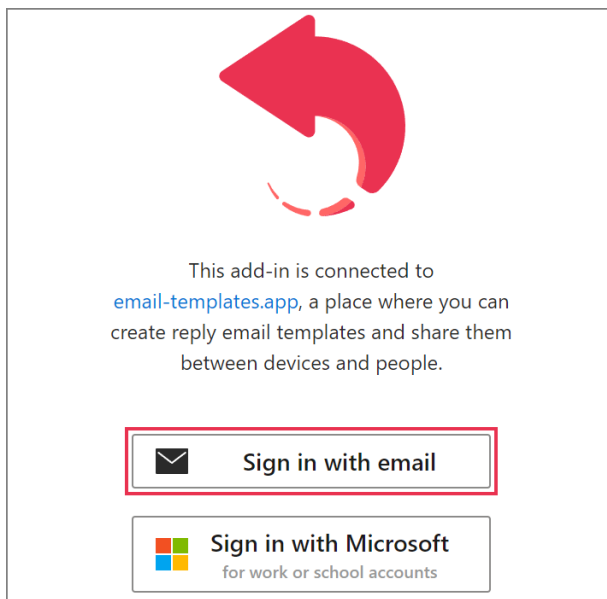 This add-in is connected to
email-templates.app, a place where you can
create reply email templates and share them
between devices and people.
Sign in with email
Sign in with Microsoft
for work or school accounts